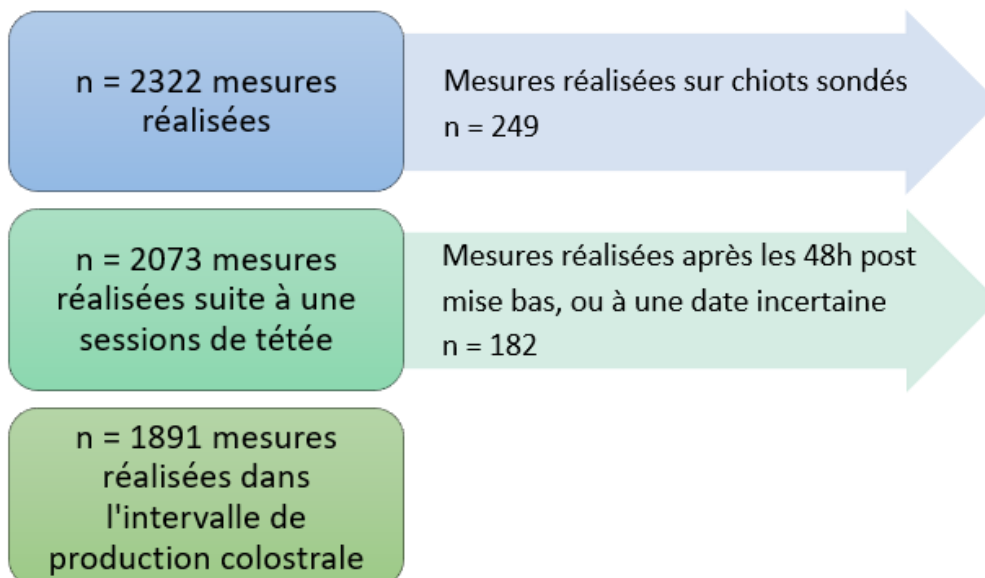 n = 2322 mesures
réalisées
Mesures réalisées sur chiots sondés
n = 249
n = 2073 mesures
réalisées suite à une
sessions de tétée
Mesures réalisées après les 48h post
mise bas, ou à une date incertaine
n = 182
n = 1891 mesures
réalisées dans
l'intervalle de
production colostrale